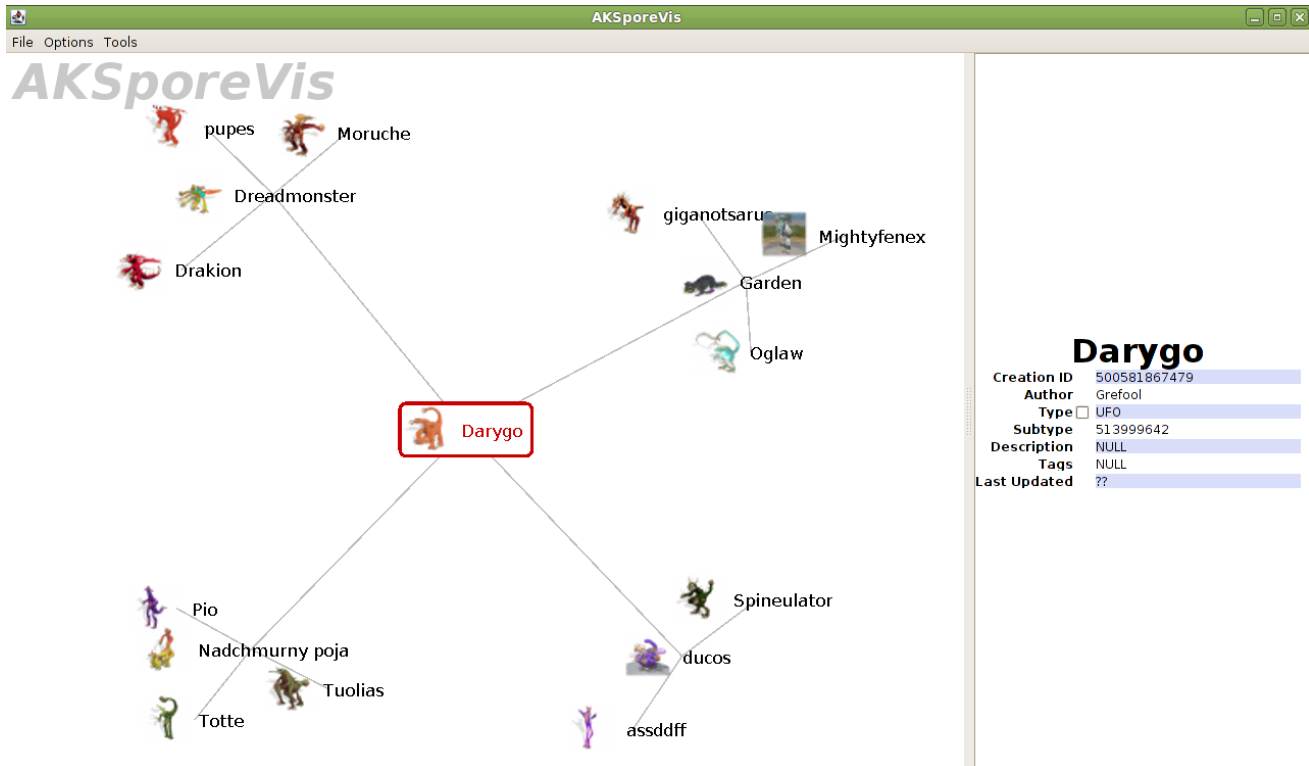 AKSporeVis
File Options Tools
AKSporeVis
pupes
Moruche
Dreadmonster
Drakion
giganotsarus
Mightyfenex
Garden
Oglaw
Darygo
Pio
Nadchmurny poja
Tuolias
Totte
Spineulator
ducos
assddff
Darygo
Creation ID 500581867479
Author Grefool
Type UFO
Subtype 513999642
Description NULL
Tags NULL
Last Updated ??